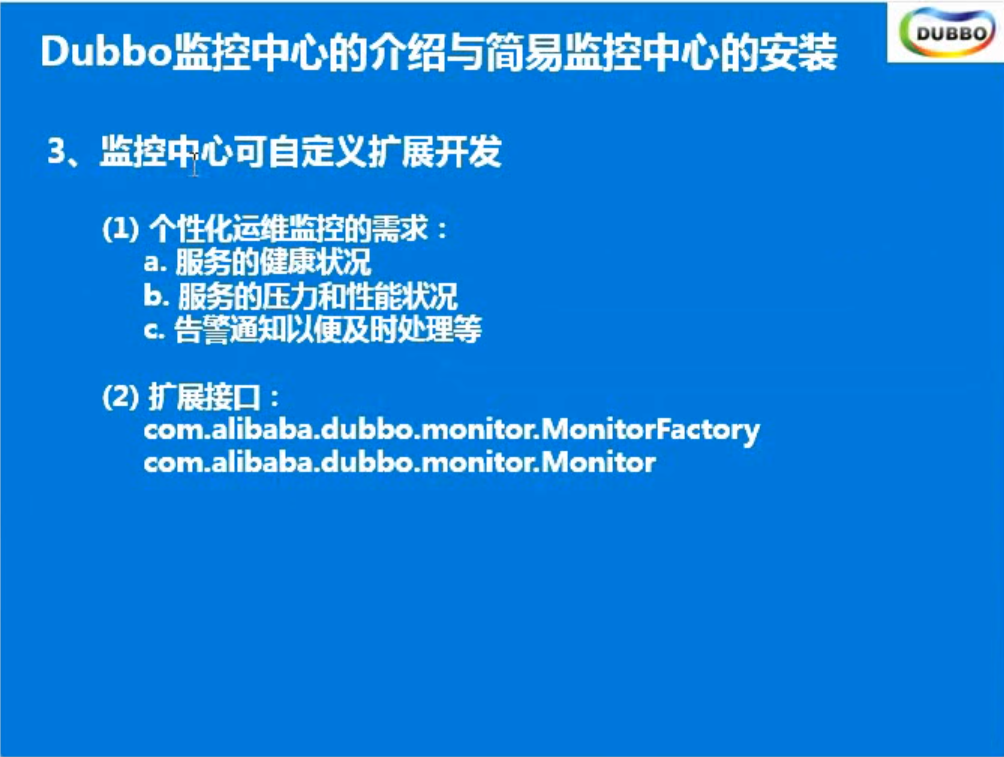 Dubbo监控中心的介绍与简易监控中心的安装
DUBBO
3、监控中心可自定义扩展开发
(1) 个性化运维监控的需求：
a. 服务的健康状况
b. 服务的压力和性能状况
c. 告警通知以便及时处理等
(2) 扩展接口：
com.alibaba.dubbo.monitor.MonitorFactory
com.alibaba.dubbo.monitor.Monitor